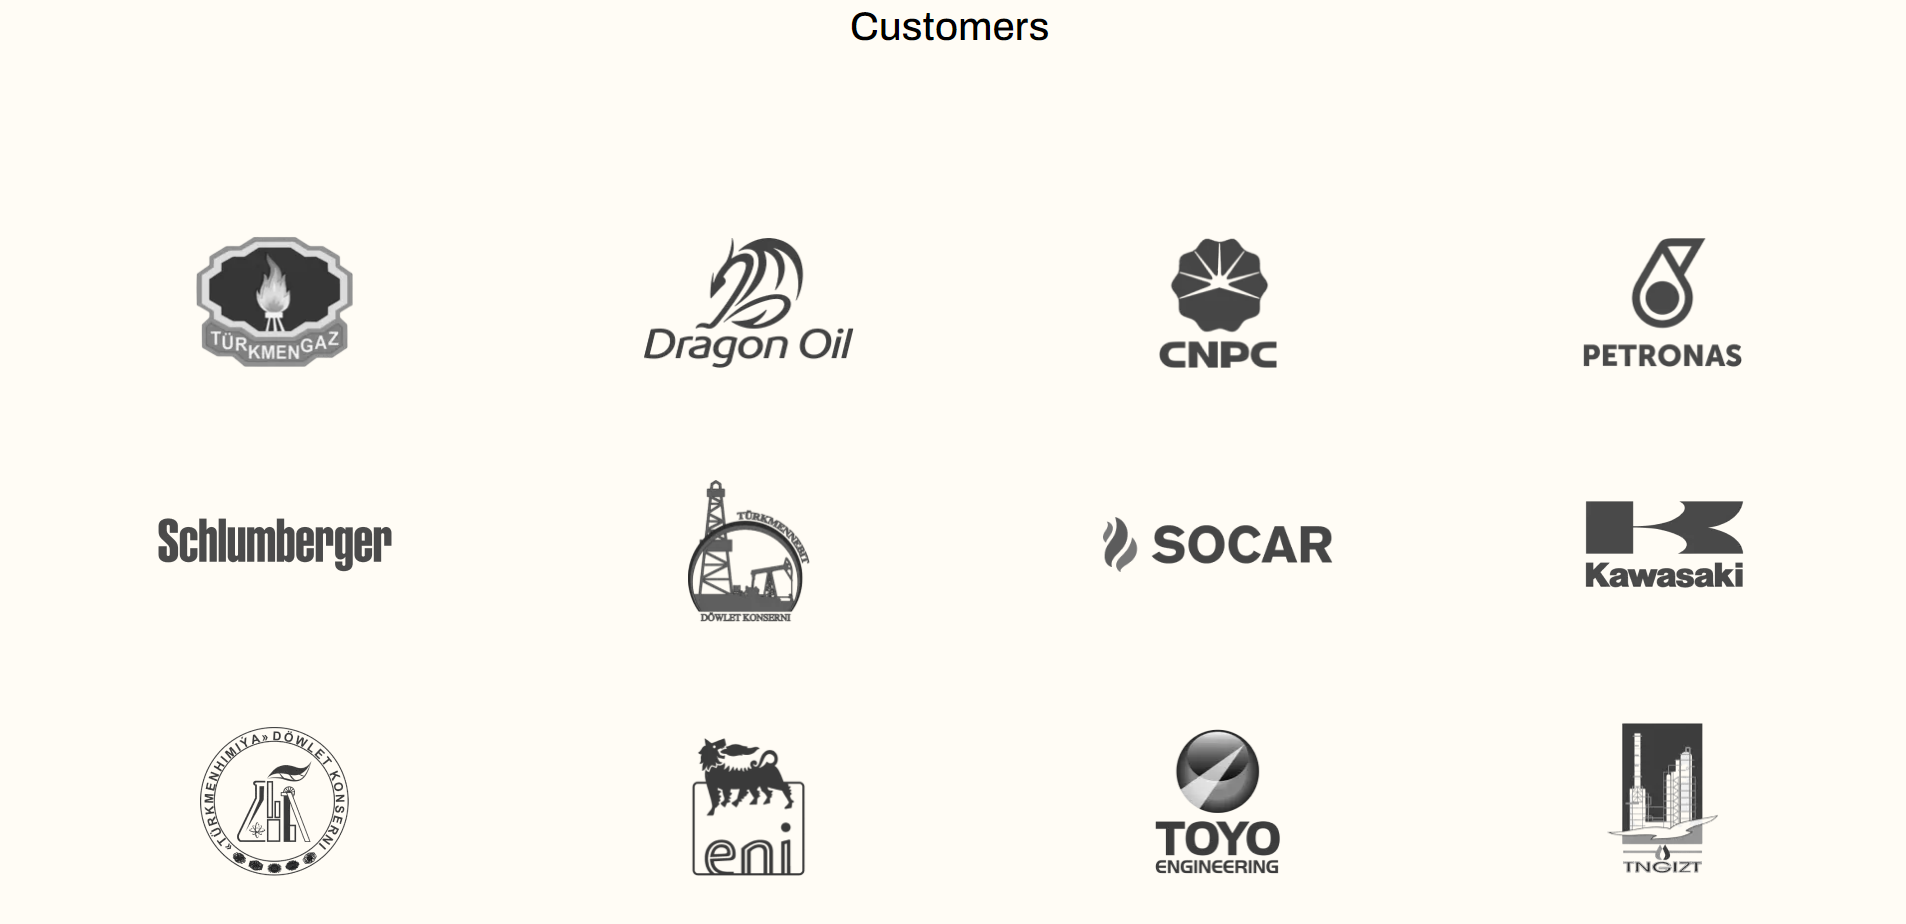 Customers
TÜRKMENGAZ
Dragon Oil
CNPC
PETRONAS
Schlumberger
TÜRKMENNEBIT
DÖWLET KONSERNI
SOCAR
Kawasaki
«TÜRKMENHIMIÝA» DÖWLET KONSERNI
eni
TOYO
ENGINEERING
TNGIZT